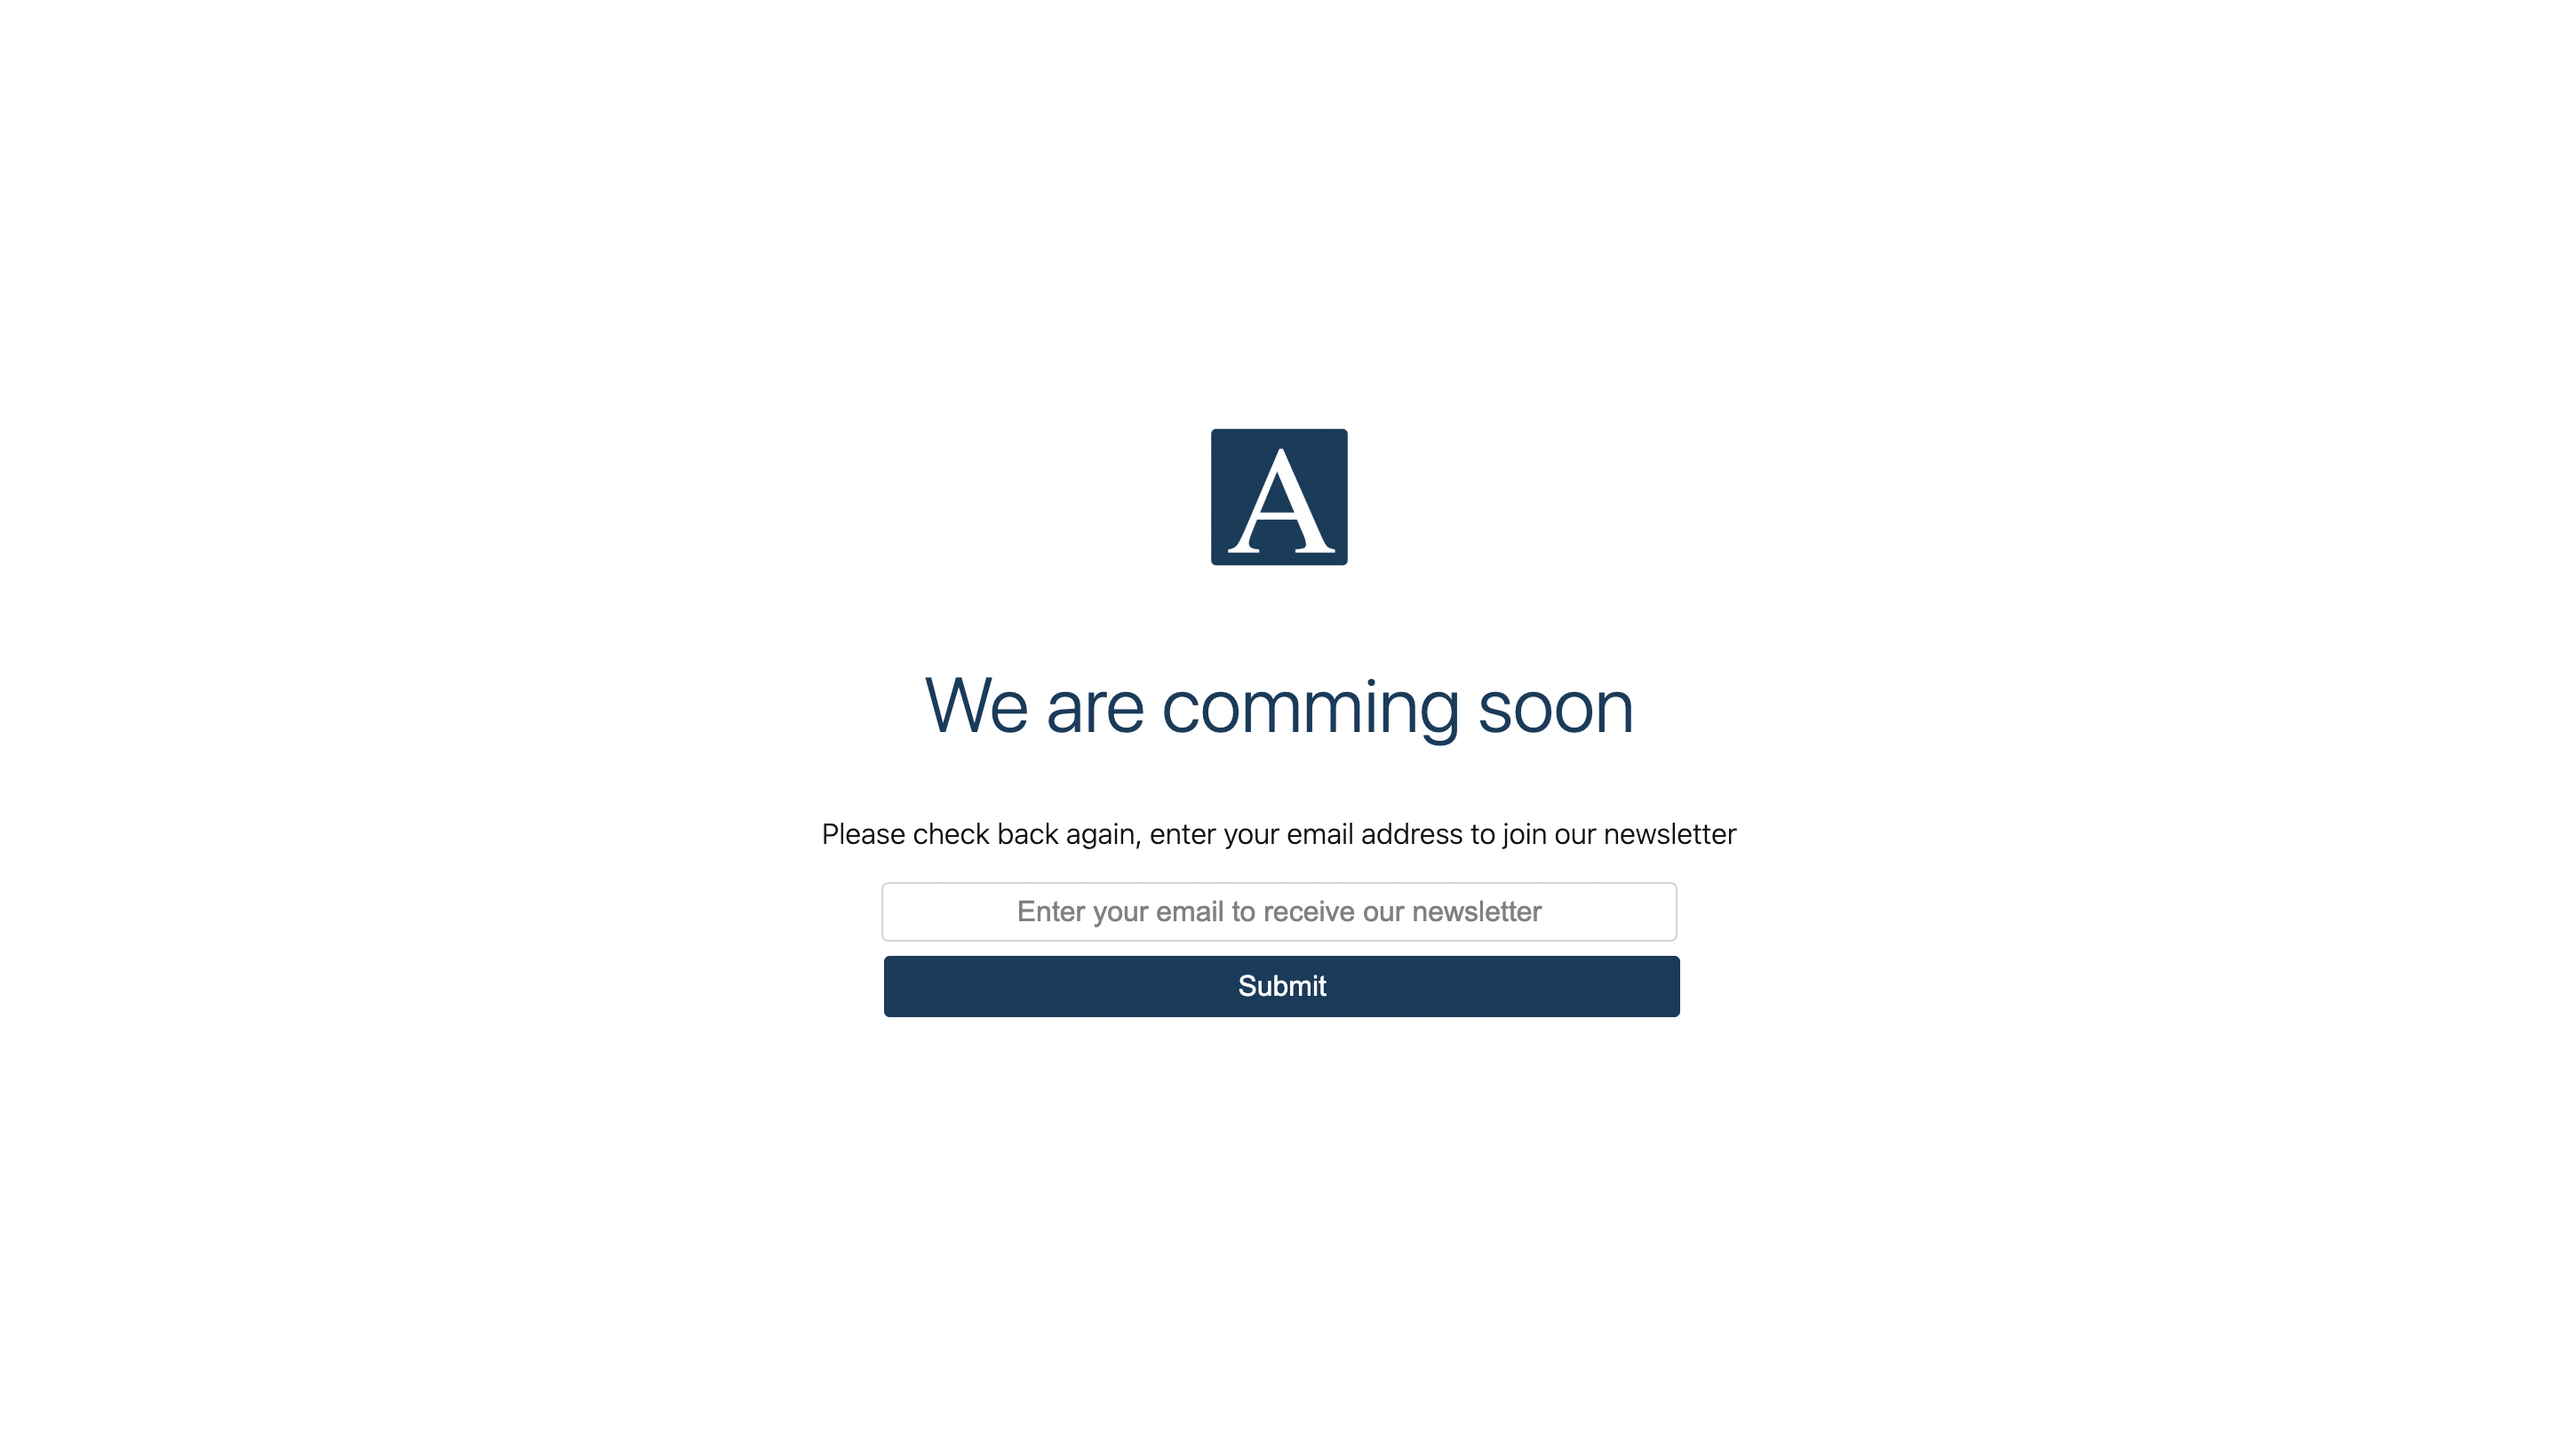 A
We are comming soon
Please check back again, enter your email address to join our newsletter
Enter your email to receive our newsletter
Submit